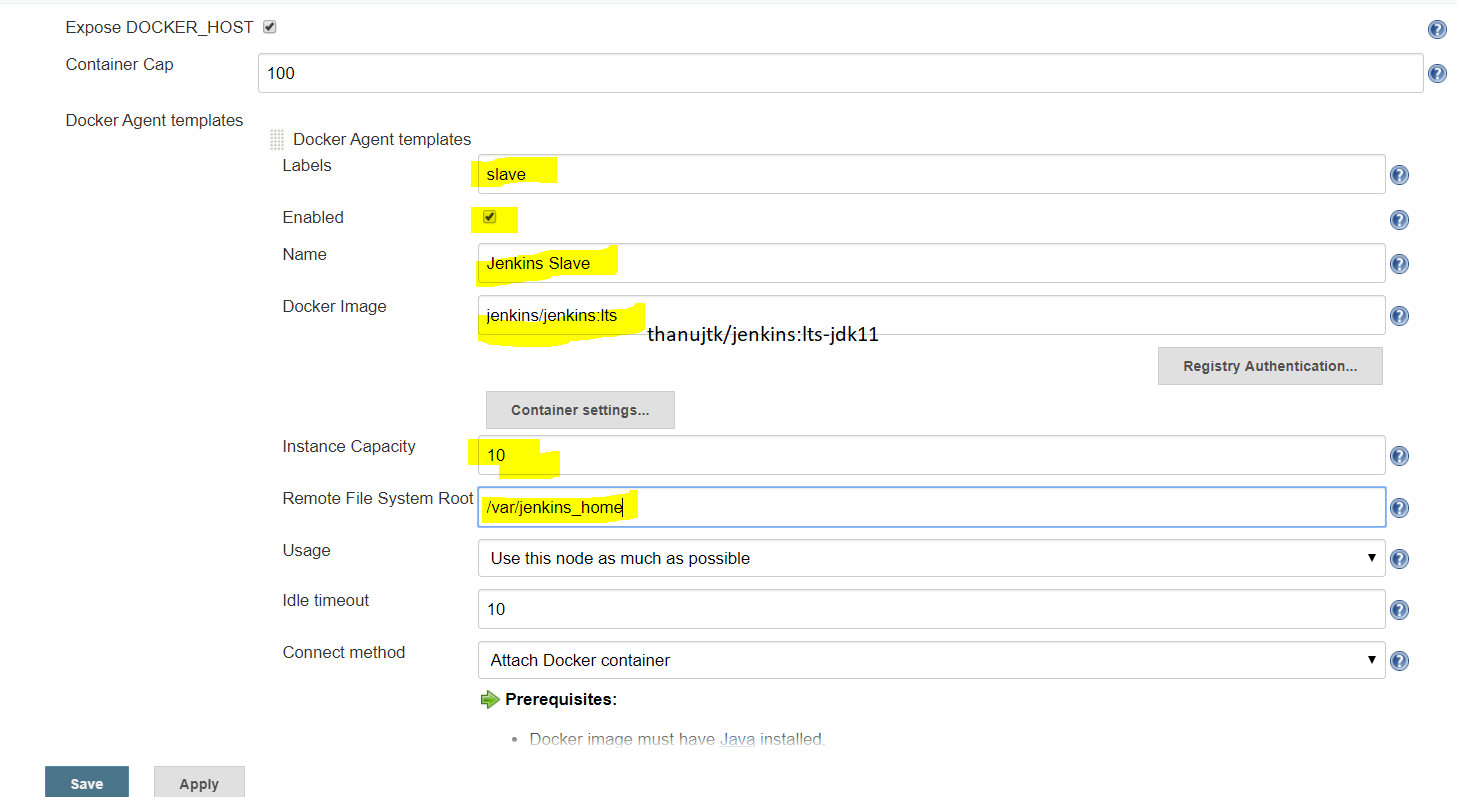 Expose DOCKER_HOST
Container Cap
100
Docker Agent templates
Docker Agent templates
Labels
slave
Enabled
Name
Jenkins Slave
Docker Image
jenkins/jenkins:lts
thanujtk/jenkins:lts-jdk11
Registry Authentication...
Container settings...
Instance Capacity
10
Remote File System Root
/var/jenkins_home
Usage
Use this node as much as possible
Idle timeout
10
Connect method
Attach Docker container
Prerequisites:
• Docker image must have Java installed.
Save
Apply